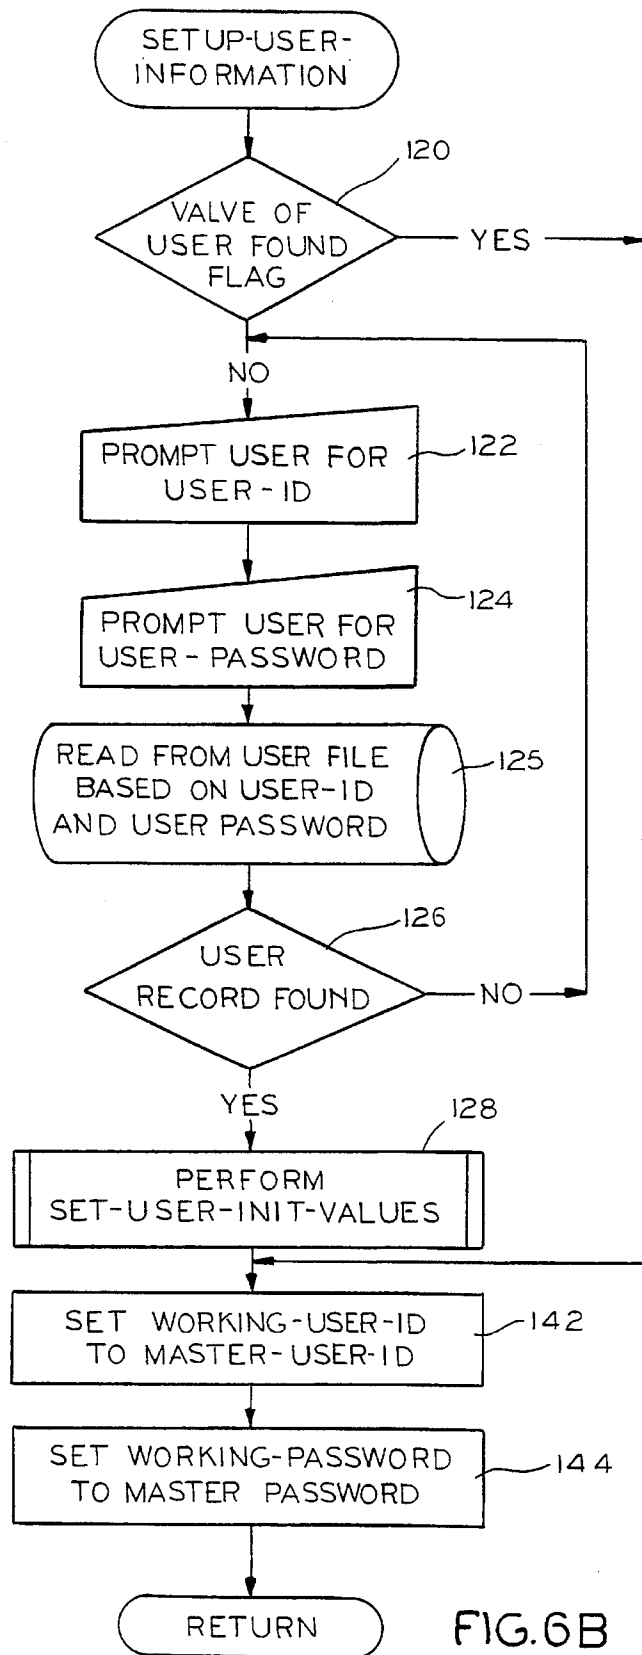 SETUP-USER-
INFORMATION
120
VALVE OF
USER FOUND
FLAG
YES
NO
PROMPT USER FOR
USER-ID
122
PROMPT USER FOR
USER-PASSWORD
124
READ FROM USER FILE
BASED ON USER-ID
AND USER PASSWORD
125
126
USER
RECORD FOUND
NO
YES
128
PERFORM
SET-USER-INIT-VALUES
SET WORKING-USER-ID
TO MASTER-USER-ID
142
SET WORKING-PASSWORD
TO MASTER PASSWORD
144
RETURN
FIG.6B